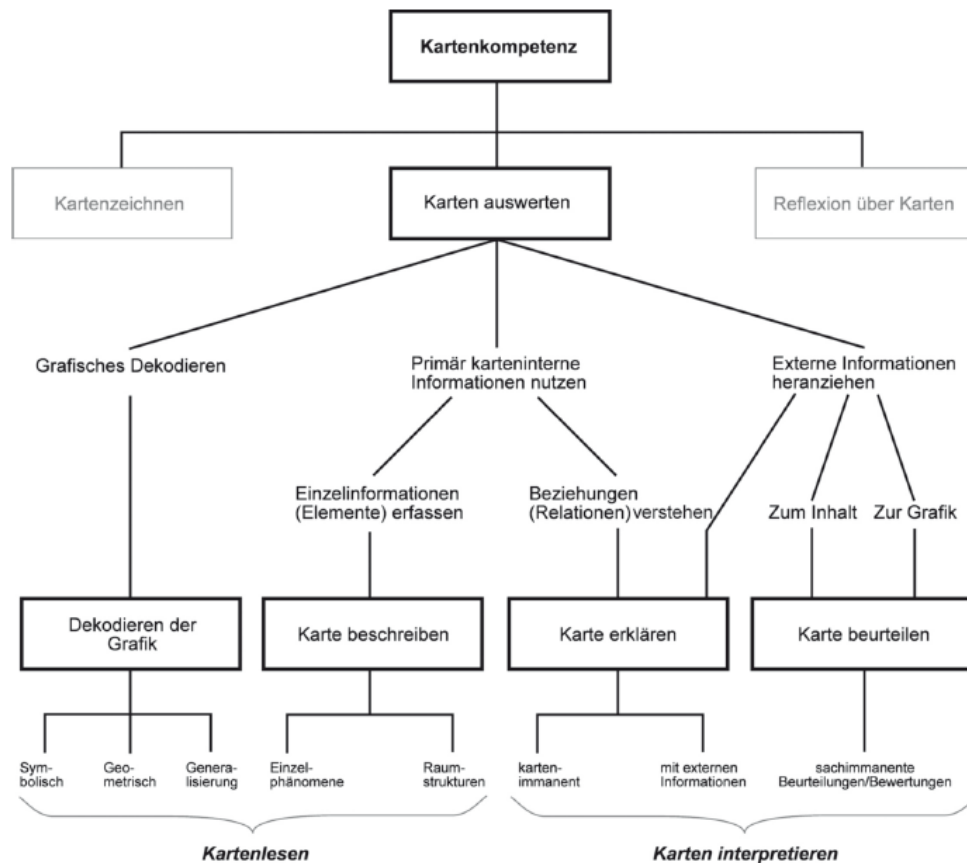 Kartenkompetenz
Kartenzeichnen
Karten auswerten
Reflexion über Karten
Grafisches Dekodieren
Primär karteninterne
Informationen nutzen
Externe Informationen
heranziehen
Einzelinformationen
(Elemente) erfassen
Beziehungen
(Relationen) verstehen
Zum Inhalt
Zur Grafik
Dekodieren der
Grafik
Karte beschreiben
Karte erklären
Karte beurteilen
Sym-
bolisch
Geo-
metrisch
Genera-
lisierung
Einzel-
phänomene
Raum-
strukturen
karten-
immanent
mit externen
Informationen
sachimmanente
Beurteilungen/Bewertungen
Kartenlesen
Karten interpretieren